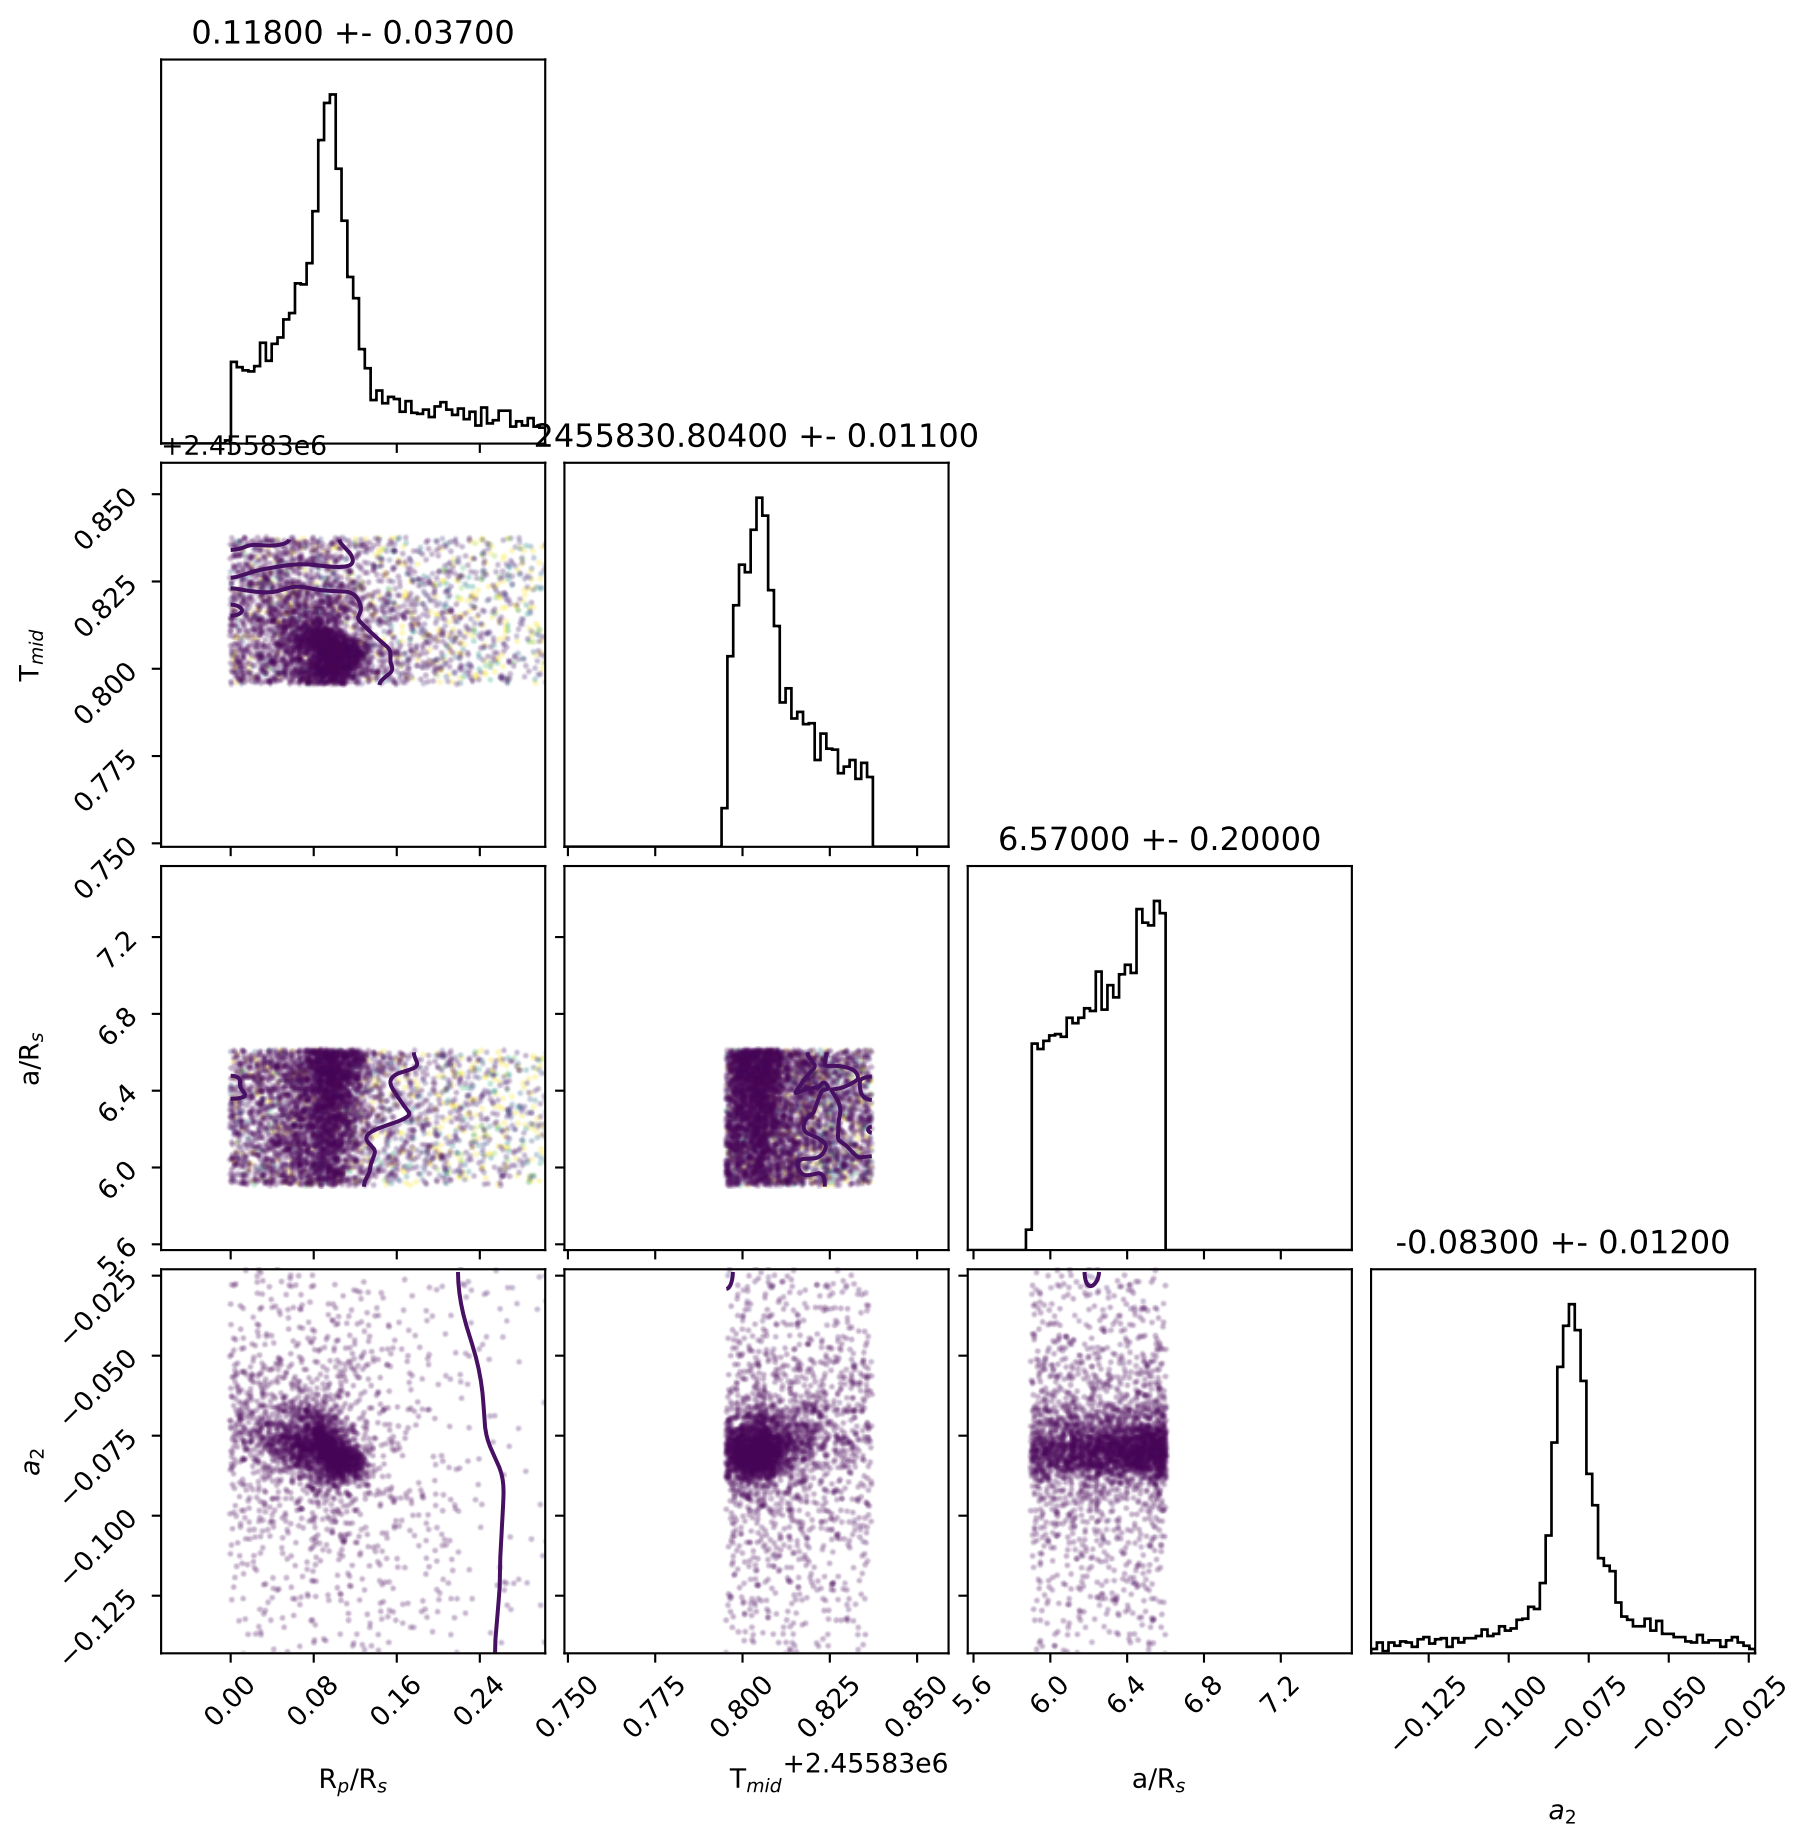 0.11800 +- 0.03700
+2.45583e6
2455830.80400 +- 0.01100
0.850
0.825
0.800
0.775
0.750
T_mid
6.57000 +- 0.20000
7.2
6.8
6.4
6.0
5.6
a/R_s
-0.08300 +- 0.01200
−0.025
−0.050
−0.075
−0.100
−0.125
a_2
0.00 0.08 0.16 0.24
R_p/R_s
0.750 0.775 0.800 0.825 0.850
+2.45583e6
T_mid
5.6 6.0 6.4 6.8 7.2
a/R_s
−0.125 −0.100 −0.075 −0.050 −0.025
a_2